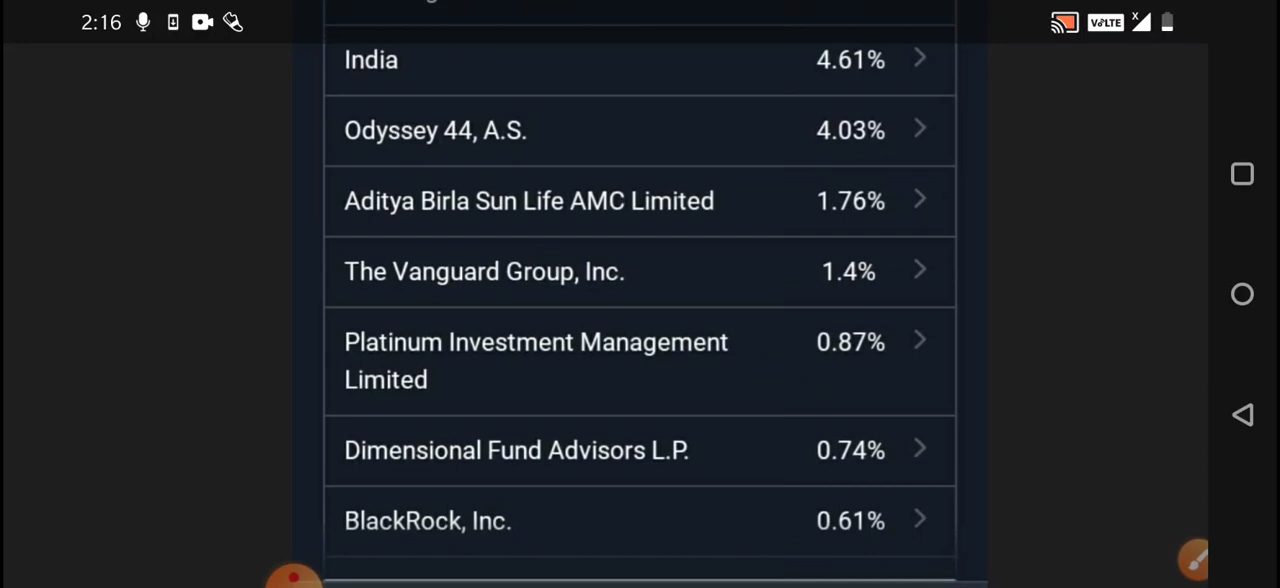 2:16 VoLTE X
India 4.61%
Odyssey 44, A.S. 4.03%
Aditya Birla Sun Life AMC Limited 1.76%
The Vanguard Group, Inc. 1.4%
Platinum Investment Management 0.87%
Limited
Dimensional Fund Advisors L.P. 0.74%
BlackRock, Inc. 0.61%